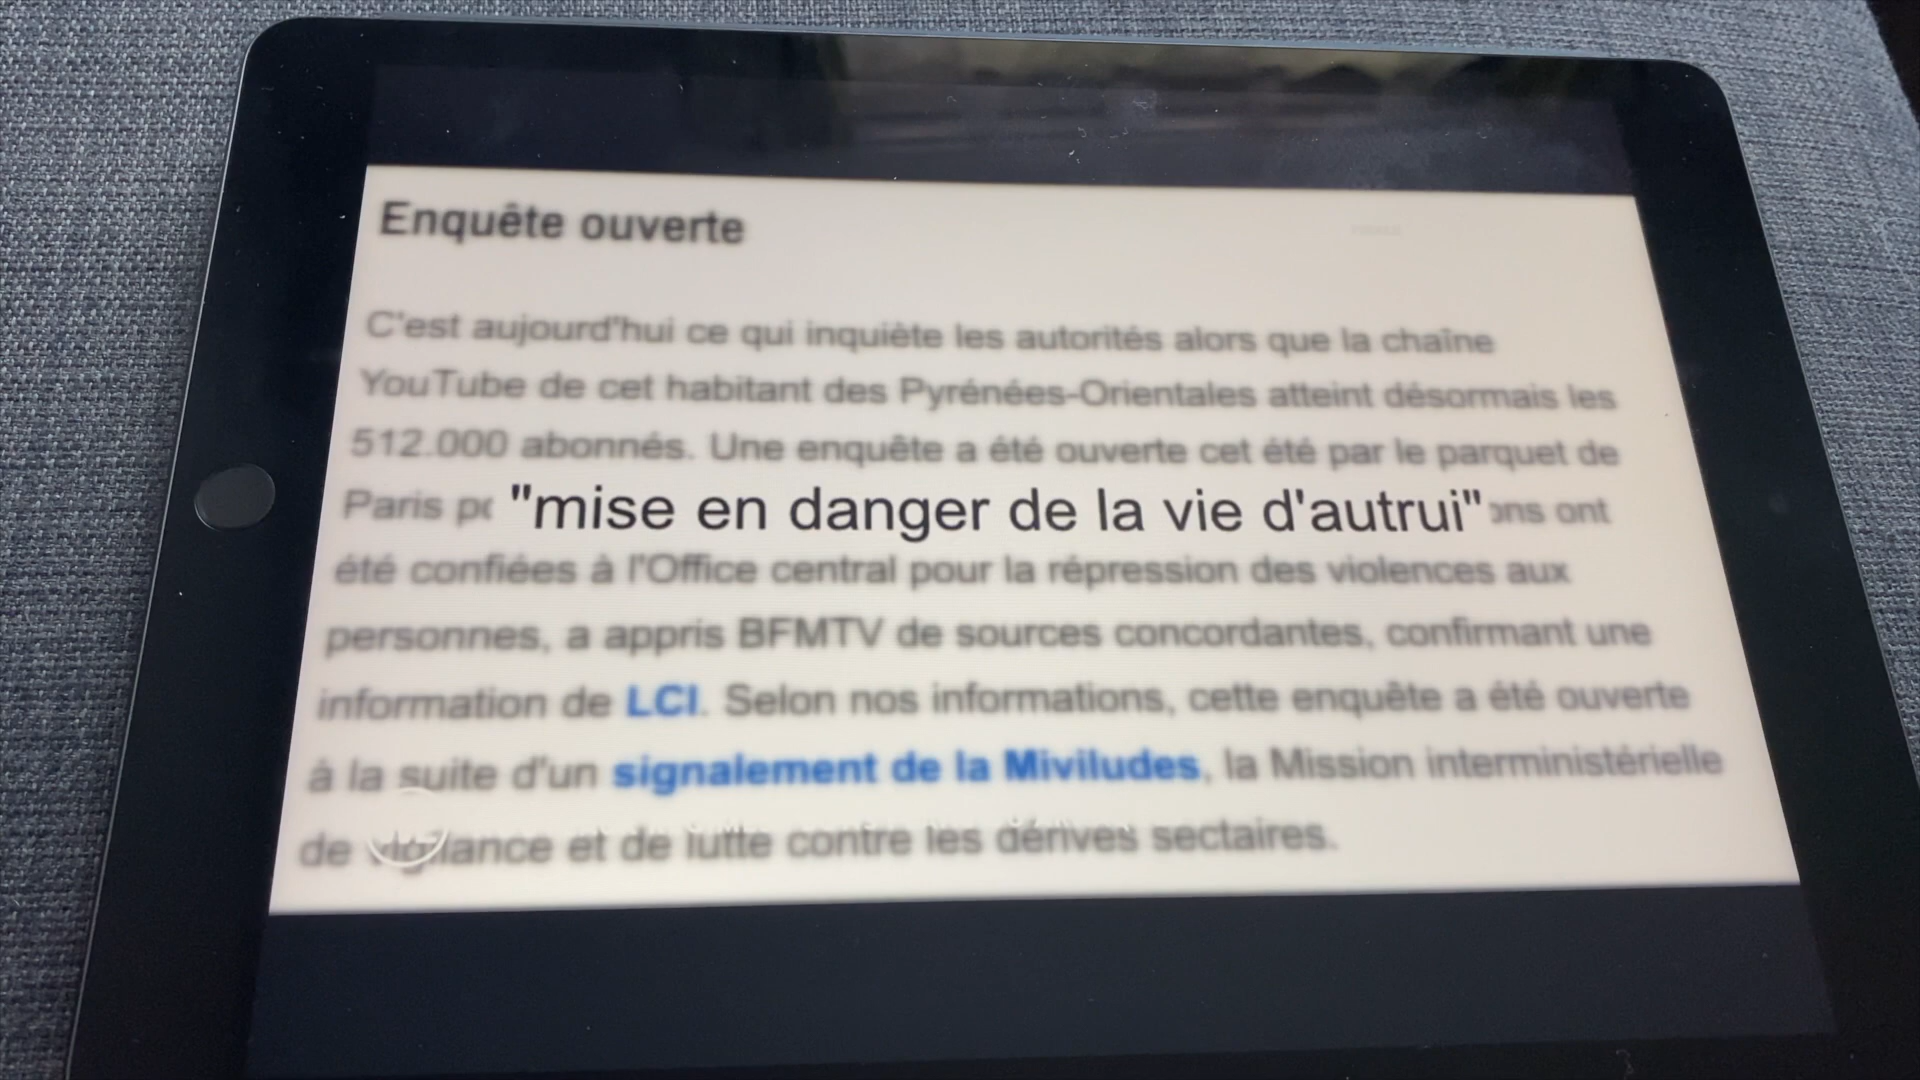 Enquête ouverte
C'est aujourd'hui ce qui inquiète les autorités alors que la chaîne
YouTube de cet habitant des Pyrénées-Orientales atteint désormais les
512.000 abonnés. Une enquête a été ouverte cet été par le parquet de
Paris "mise en danger de la vie d'autrui" ons ont
été confiées à l'Office central pour la répression des violences aux
personnes, a appris BFMTV de sources concordantes, confirmant une
information de LCI. Selon nos informations, cette enquête a été ouverte
à la suite d'un signalement de la Miviludes, la Mission interministérielle
de vigilance et de lutte contre les dérives sectaires.